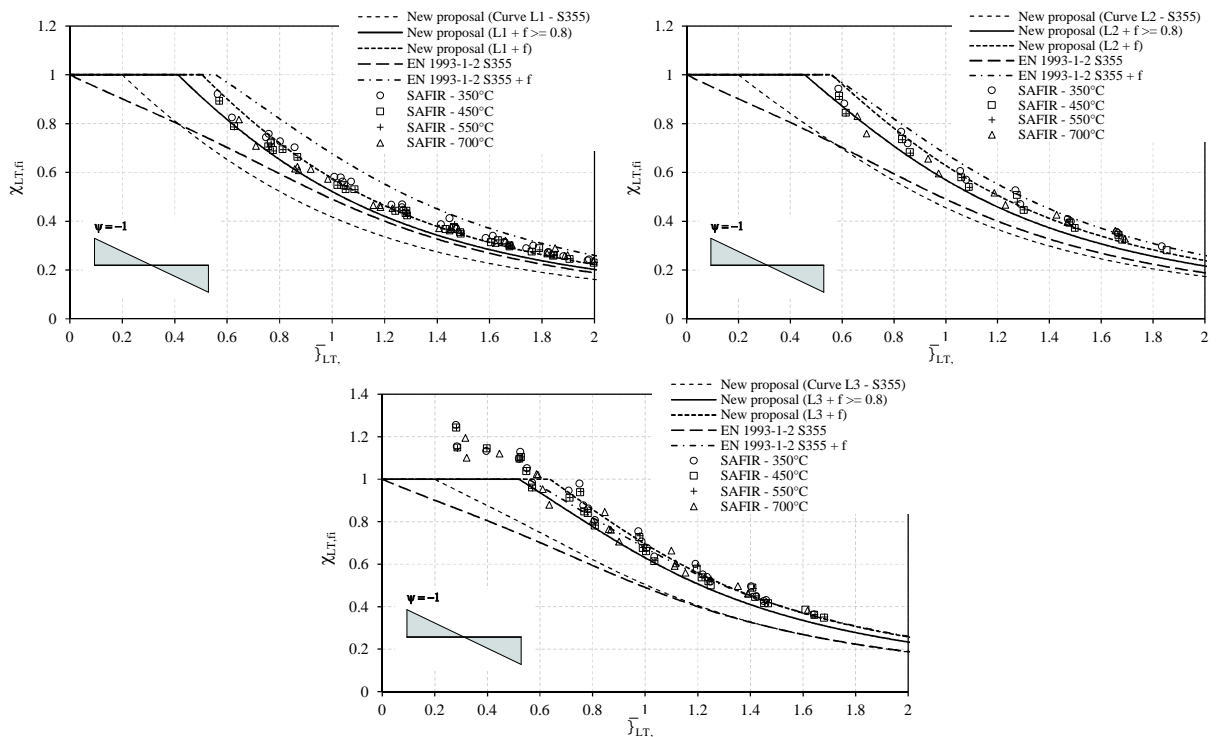 New proposal (Curve L1 - S355)
New proposal (L1 + f >= 0.8)
New proposal (L1 + f)
EN 1993-1-2 S355
EN 1993-1-2 S355 + f
SAFIR - 350°C
SAFIR - 450°C
SAFIR - 550°C
SAFIR - 700°C
1.2
1
0.8
0.6
0.4
0.2
0
χLT,fi
ψ=-1
0 0.2 0.4 0.6 0.8 1 1.2 1.4 1.6 1.8 2
}LT,
New proposal (Curve L2 - S355)
New proposal (L2 + f >= 0.8)
New proposal (L2 + f)
EN 1993-1-2 S355
EN 1993-1-2 S355 + f
SAFIR - 350°C
SAFIR - 450°C
SAFIR - 550°C
SAFIR - 700°C
1.2
1
0.8
0.6
0.4
0.2
0
χLT,fi
ψ=-1
0 0.2 0.4 0.6 0.8 1 1.2 1.4 1.6 1.8 2
}LT,
New proposal (Curve L3 - S355)
New proposal (L3 + f >= 0.8)
New proposal (L3 + f)
EN 1993-1-2 S355
EN 1993-1-2 S355 + f
SAFIR - 350°C
SAFIR - 450°C
SAFIR - 550°C
SAFIR - 700°C
1.4
1.2
1
0.8
0.6
0.4
0.2
0
χLT,fi
ψ=-1
0 0.2 0.4 0.6 0.8 1 1.2 1.4 1.6 1.8 2
}LT,